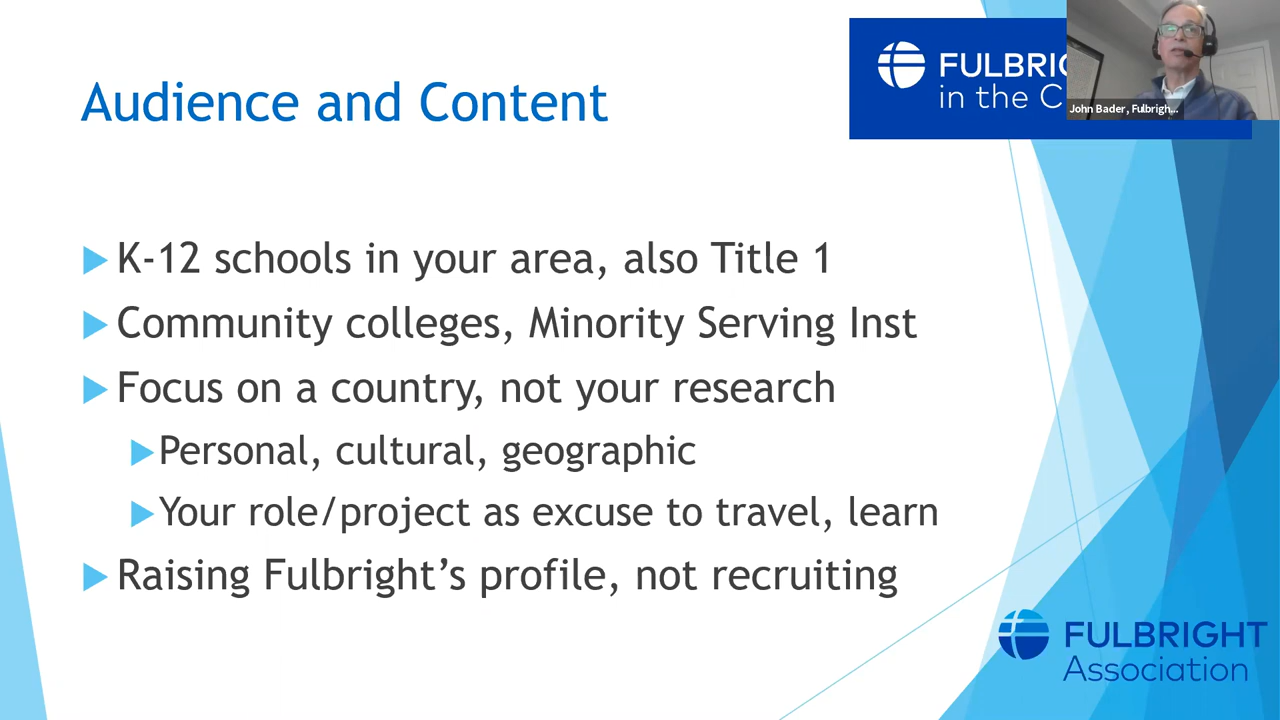 Audience and Content
FULBRIG
in the C
John Bader, Fulbrigh...
K-12 schools in your area, also Title 1
Community colleges, Minority Serving Inst
Focus on a country, not your research
Personal, cultural, geographic
Your role/project as excuse to travel, learn
Raising Fulbright’s profile, not recruiting
FULBRIGHT
Association